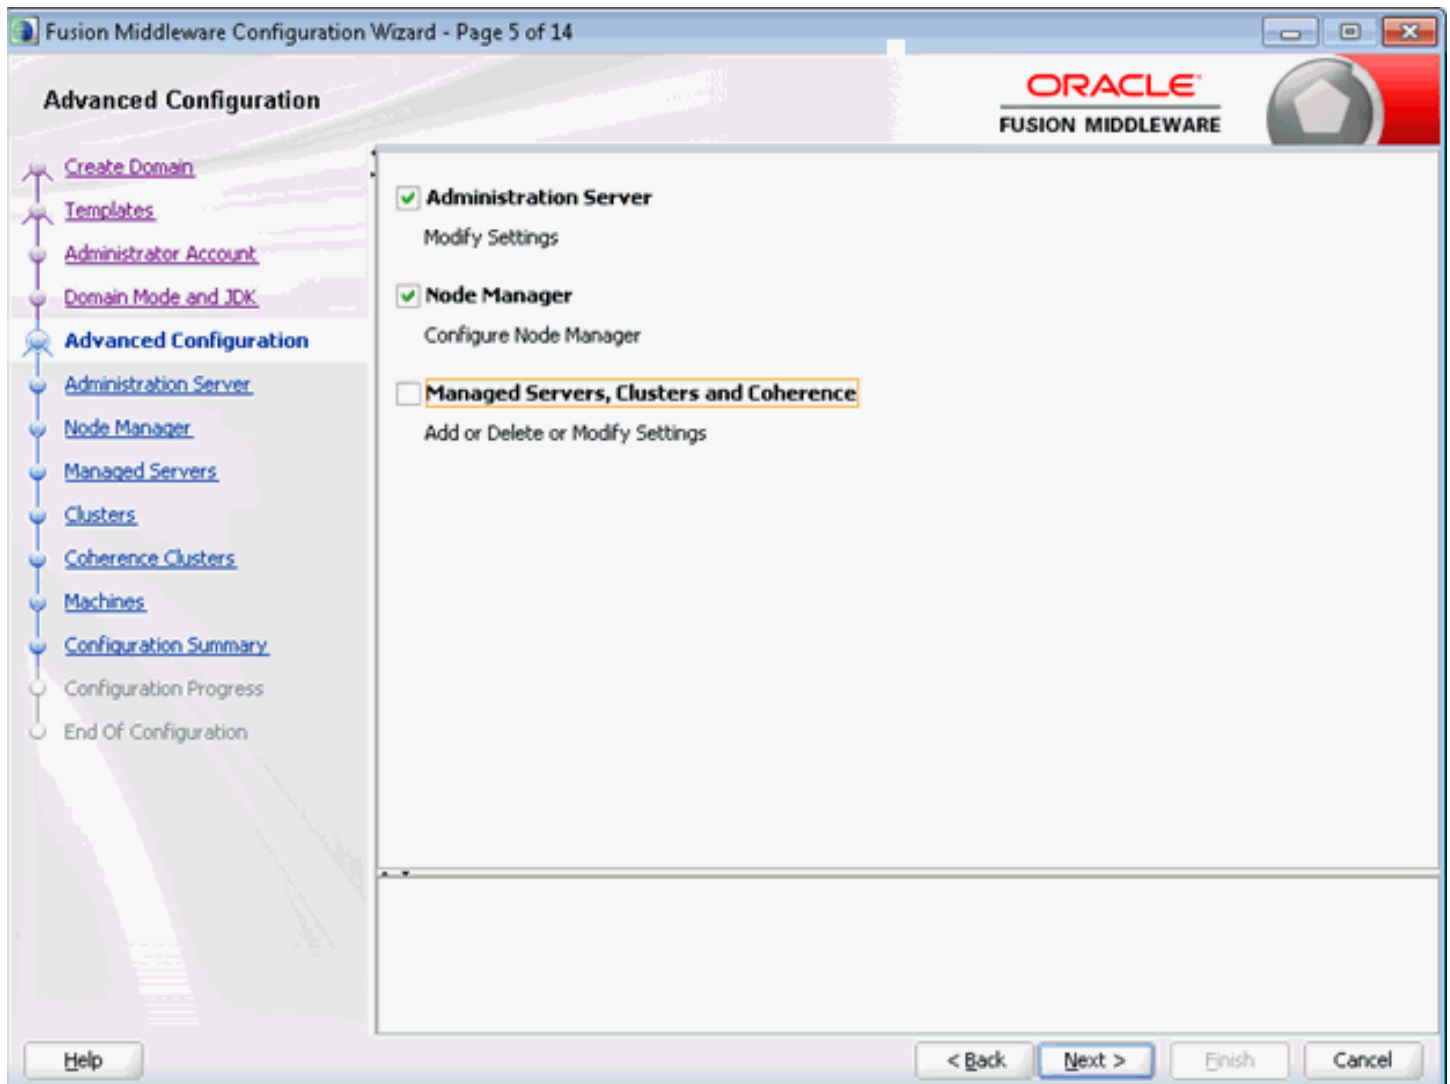 Fusion Middleware Configuration Wizard - Page 5 of 14
Advanced Configuration
ORACLE
FUSION MIDDLEWARE
Create Domain
Templates
Administrator Account
Domain Mode and JDK
Advanced Configuration
Administration Server
Node Manager
Managed Servers
Clusters
Coherence Clusters
Machines
Configuration Summary
Configuration Progress
End Of Configuration
Administration Server
Modify Settings
Node Manager
Configure Node Manager
Managed Servers, Clusters and Coherence
Add or Delete or Modify Settings
Help
< Back
Next >
Finish
Cancel